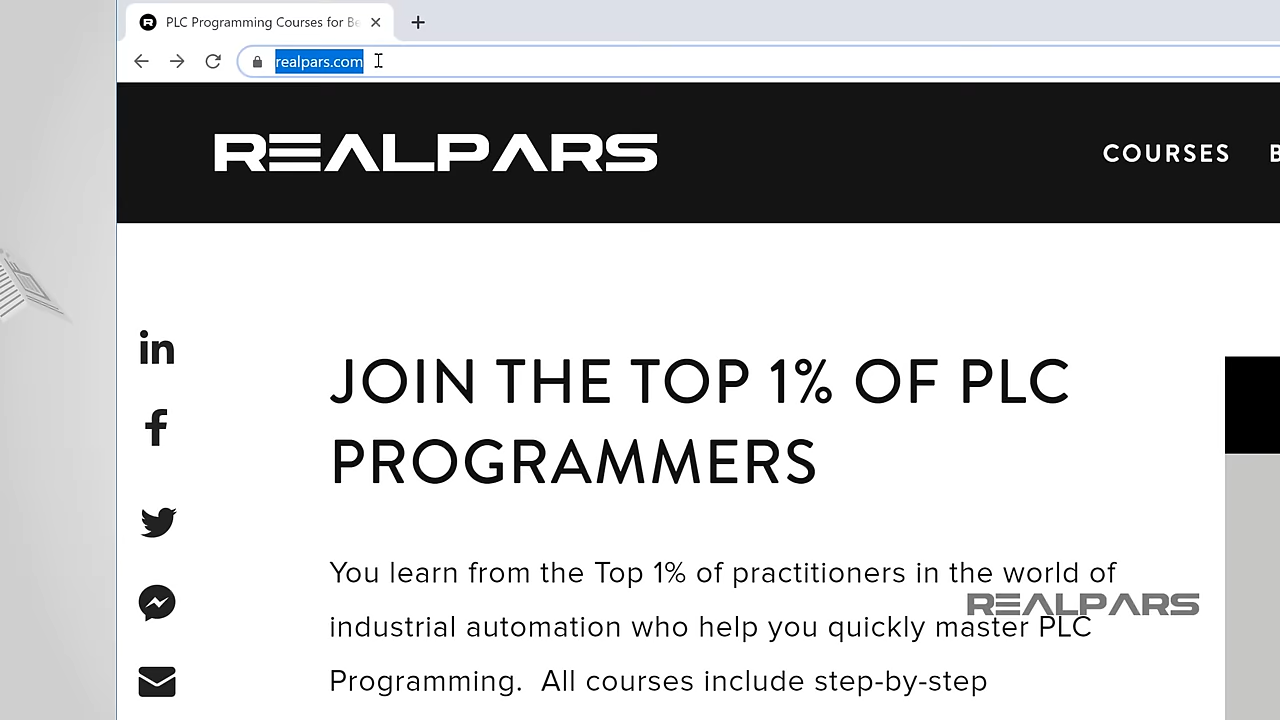 PLC Programming Courses for Be
realpars.com
REALPARS
COURSES B
in
f
JOIN THE TOP 1% OF PLC
PROGRAMMERS
You learn from the Top 1% of practitioners in the world of
REALPARS
industrial automation who help you quickly master PLC
Programming. All courses include step-by-step